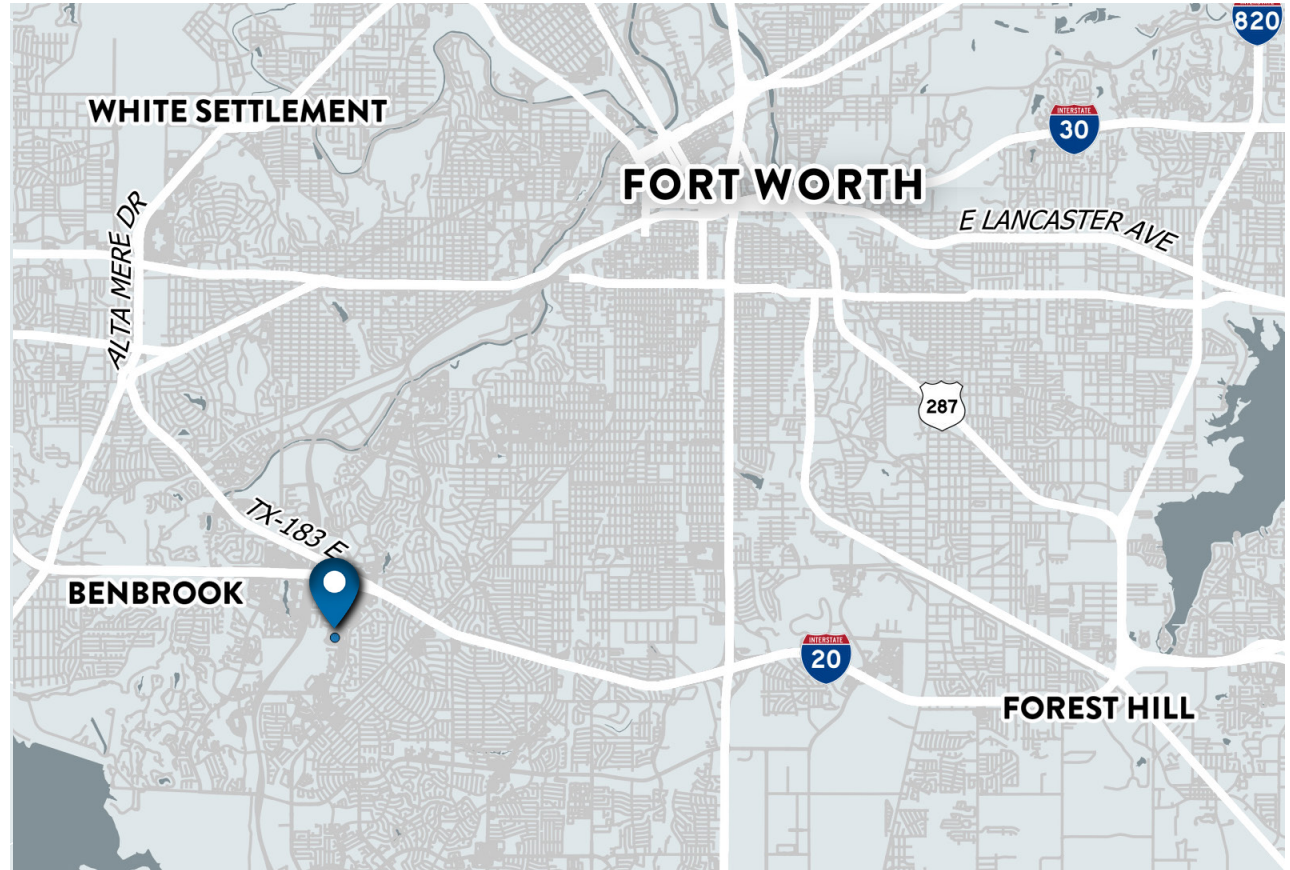 INTERSTATE
820
WHITE SETTLEMENT
INTERSTATE
30
FORT WORTH
ALTA MERE DR
E LANCASTER AVE
287
TX-183 E
BENBROOK
INTERSTATE
20
FOREST HILL